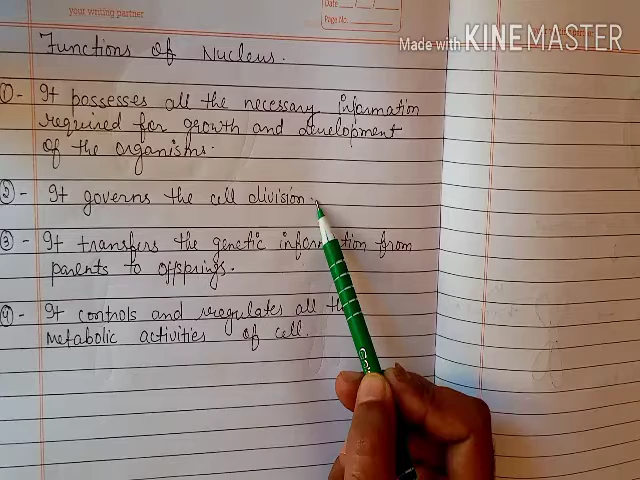 your writing partner
Date
Page No.
Made with KINEMASTER
Functions of Nucleus.
① - It possesses all the necessary information
required for growth and development
of the organisms.
② - It governs the cell division.
③ - It transfers the genetic information from
parents to offsprings.
④ - It controls and regulates all the
metabolic activities of cell.